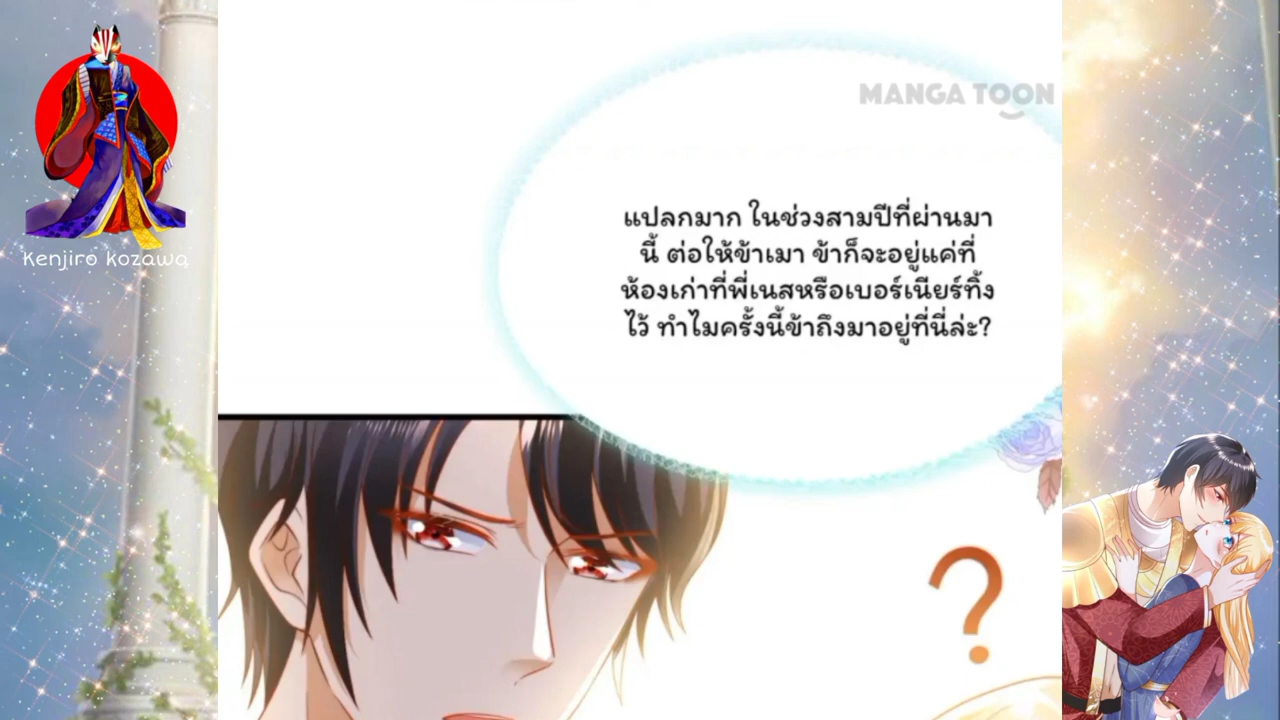 MANGA TOON
แปลกมาก ในช่วงสามปีที่ผ่านมา
นี้ ต่อให้ข้าเมา ข้าก็จะอยู่แค่ที่
ห้องเก่าที่พี่เนสหรือเบอร์เนียร์ทิ้ง
ไว้ ทำไมครั้งนี้ข้าถึงมาอยู่ที่นี่ล่ะ?
Kenjiro kozawa
?